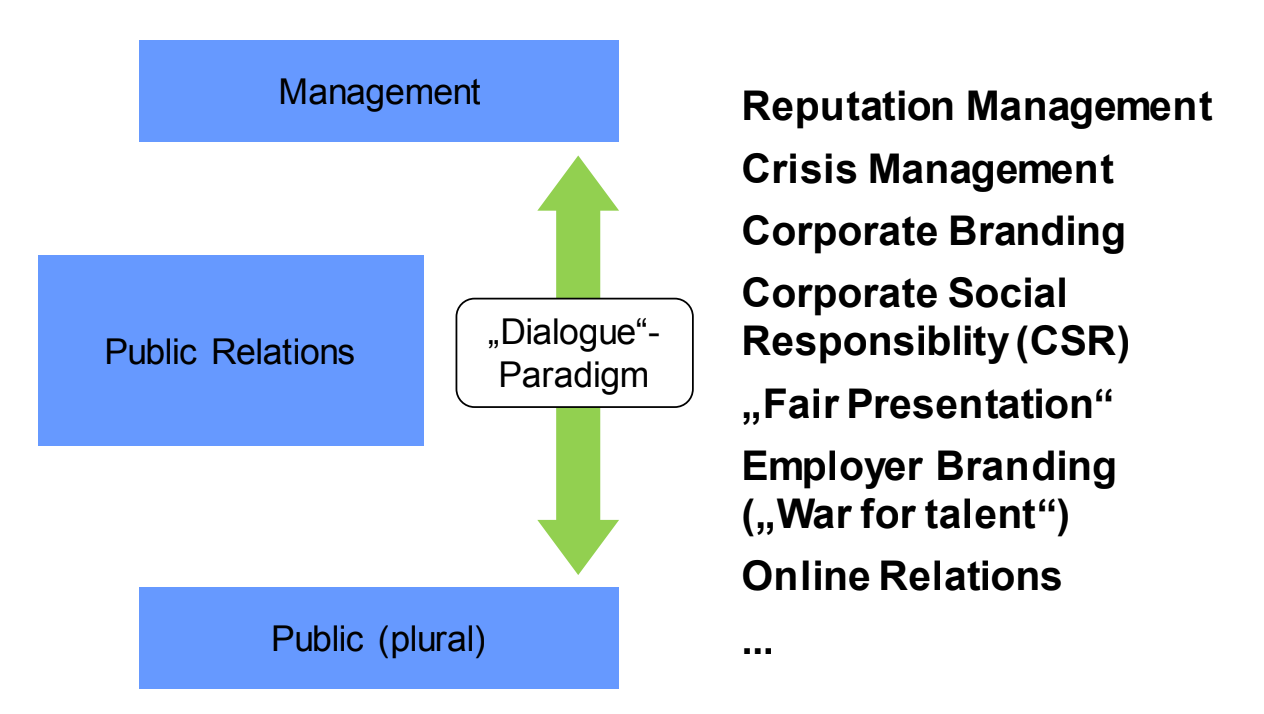 Management
Public Relations
„Dialogue“-
Paradigm
Public (plural)
Reputation Management
Crisis Management
Corporate Branding
Corporate Social
Responsiblity (CSR)
„Fair Presentation“
Employer Branding
(„War for talent“)
Online Relations
...